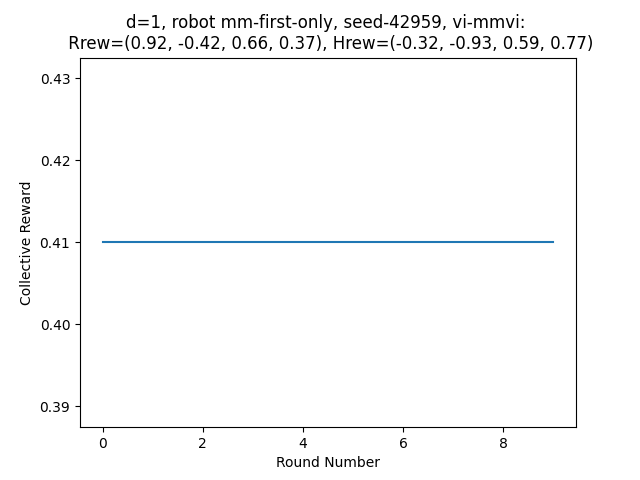 d=1, robot mm-first-only, seed-42959, vi-mmvi:
Rrew=(0.92, -0.42, 0.66, 0.37), Hrew=(-0.32, -0.93, 0.59, 0.77)
0.43
0.42
0.41
0.40
0.39
Collective Reward
0 2 4 6 8
Round Number